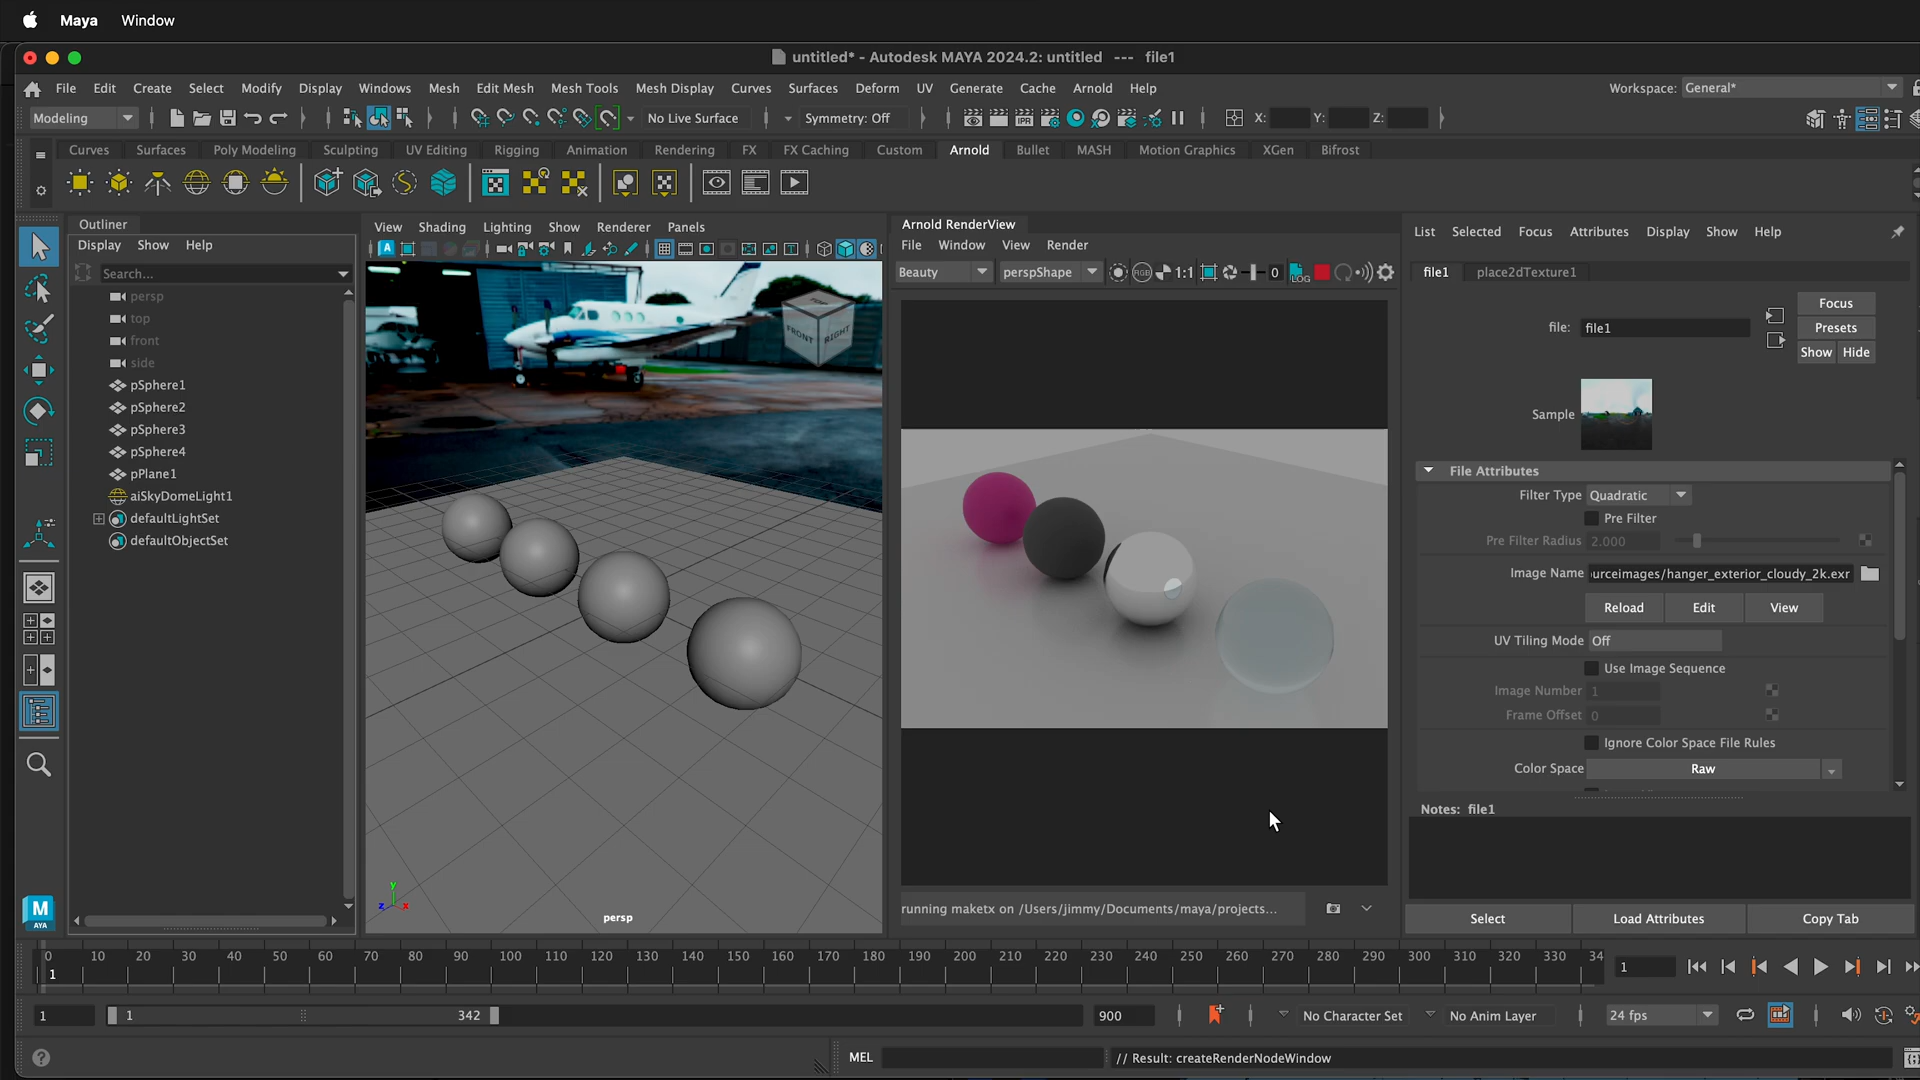 Maya Window
untitled* - Autodesk MAYA 2024.2: untitled --- file1
File Edit Create Select Modify Display Windows Mesh Edit Mesh Mesh Tools Mesh Display Curves Surfaces Deform UV Generate Cache Arnold Help Workspace: General*
Modeling No Live Surface Symmetry: Off IPR X: Y: Z:
Curves Surfaces Poly Modeling Sculpting UV Editing Rigging Animation Rendering FX FX Caching Custom Arnold Bullet MASH Motion Graphics XGen Bifrost
Outliner
Display Show Help
Search...
persp
top
front
side
pSphere1
pSphere2
pSphere3
pSphere4
pPlane1
aiSkyDomeLight1
defaultLightSet
defaultObjectSet
View Shading Lighting Show Renderer Panels
FRONT RIGHT
y
z x
persp
Arnold RenderView
File Window View Render
Beauty perspShape RGB 1:1 0 LOG
running maketx on /Users/jimmy/Documents/maya/projects...
List Selected Focus Attributes Display Show Help
file1 place2dTexture1
file: file1
Focus
Presets
Show Hide
Sample
File Attributes
Filter Type Quadratic
Pre Filter
Pre Filter Radius 2.000
Image Name urceimages/hanger_exterior_cloudy_2k.exr
Reload Edit View
UV Tiling Mode Off
Use Image Sequence
Image Number 1
Frame Offset 0
Ignore Color Space File Rules
Color Space Raw
Notes: file1
Select Load Attributes Copy Tab
M
AYA
0 10 20 30 40 50 60 70 80 90 100 110 120 130 140 150 160 170 180 190 200 210 220 230 240 250 260 270 280 290 300 310 320 330 34
1
1
1 1 342 900 No Character Set No Anim Layer 24 fps
MEL // Result: createRenderNodeWindow